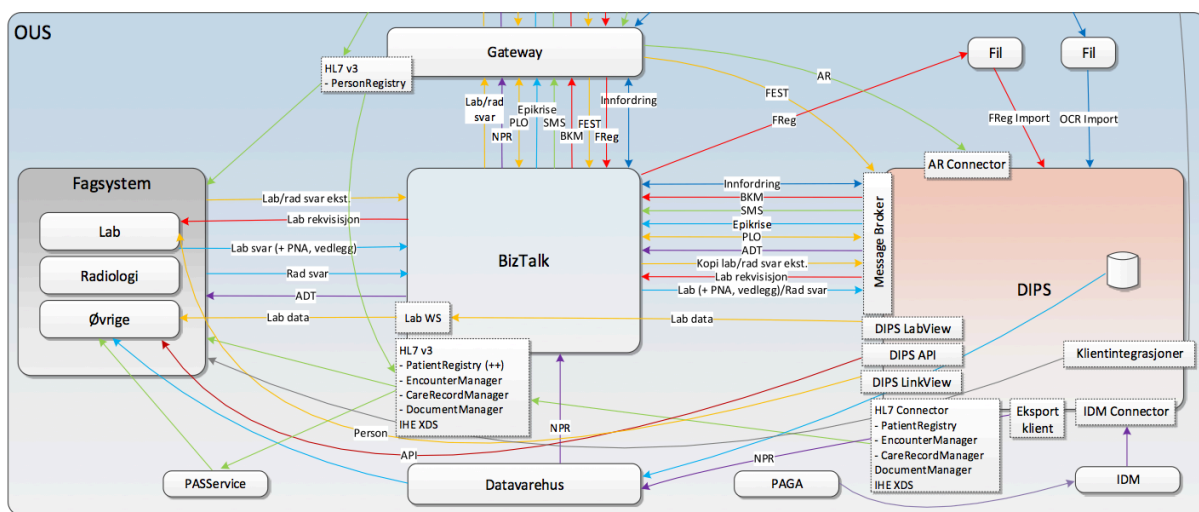 OUS
Gateway
HL7 v3
- PersonRegistry
Lab/rad
svar
NPR
PLO
Epikrise
SMS
BKM
FEST
FReg
Innfordring
AR
FEST
FReg
Fil
Fil
FReg Import
OCR Import
AR Connector
Fagsystem
Lab
Radiologi
Øvrige
Lab/rad svar ekst.
Lab rekvisisjon
Lab svar (+ PNA, vedlegg)
Rad svar
ADT
Lab data
BizTalk
Lab WS
HL7 v3
- PatientRegistry (++)
- EncounterManager
- CareRecordManager
- DocumentManager
IHE XDS
Innfordring
BKM
SMS
Epikrise
PLO
ADT
Kopi lab/rad svar ekst.
Lab rekvisisjon
Lab (+ PNA, vedlegg)/Rad svar
Lab data
Message Broker
DIPS
DIPS LabView
DIPS API
DIPS LinkView
Klientintegrasjoner
HL7 Connector
- PatientRegistry
- EncounterManager
- CareRecordManager
DocumentManager
IHE XDS
Eksport
klient
IDM Connector
Person
API
NPR
NPR
PASService
Datavarehus
PAGA
IDM